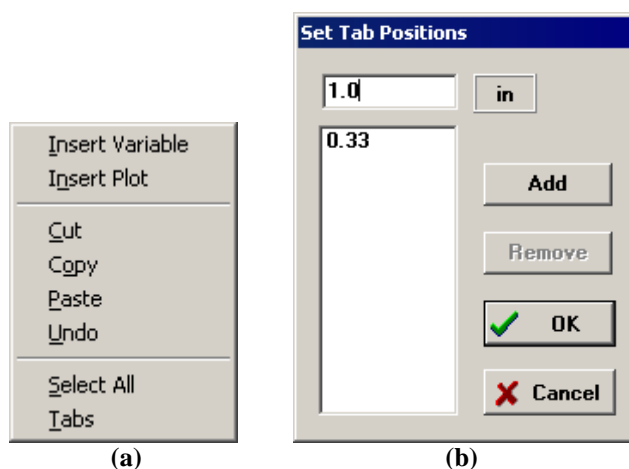 Insert Variable
Insert Plot
Cut
Copy
Paste
Undo
Select All
Tabs
(a)
Set Tab Positions
1.0
in
0.33
Add
Remove
OK
Cancel
(b)